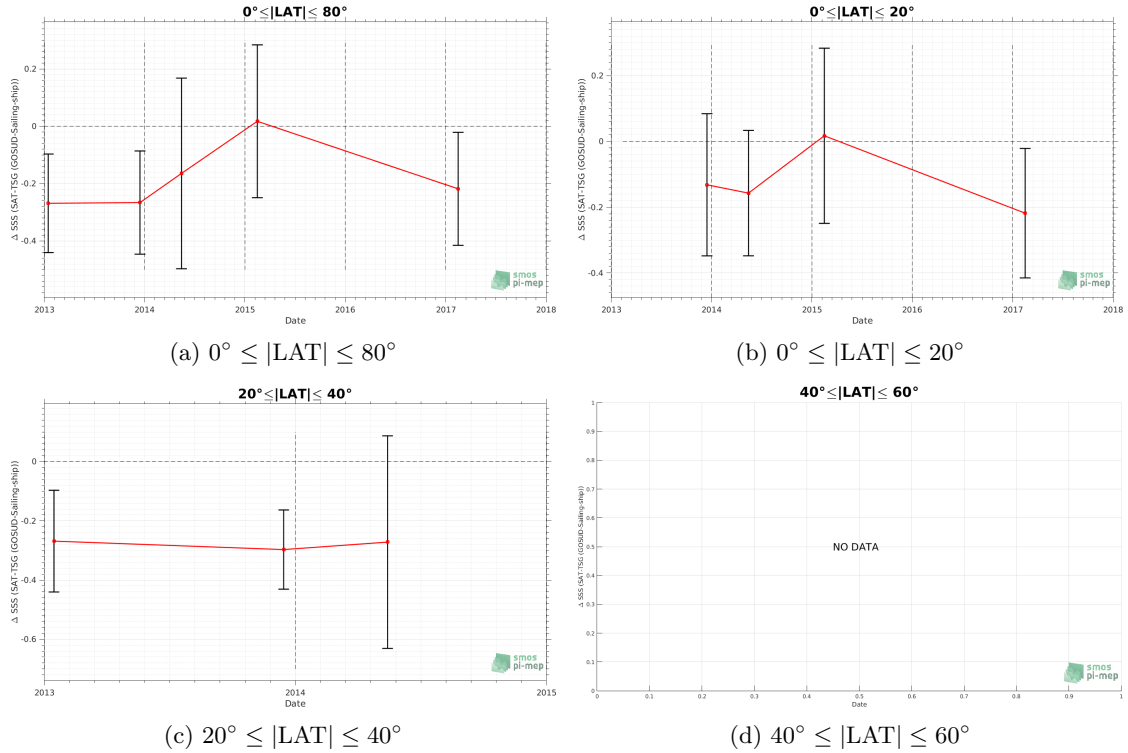 0°≤|LAT|≤ 80°
Δ SSS (SAT-TSG (GOSUD-Sailing-ship))
0.2
0
-0.2
-0.4
2013 2014 2015 2016 2017 2018
Date
smos
pi-mep
(a) 0° ≤ |LAT| ≤ 80°
0°≤|LAT|≤ 20°
Δ SSS (SAT-TSG (GOSUD-Sailing-ship))
0.2
0
-0.2
-0.4
2013 2014 2015 2016 2017 2018
Date
smos
pi-mep
(b) 0° ≤ |LAT| ≤ 20°
20°≤|LAT|≤ 40°
Δ SSS (SAT-TSG (GOSUD-Sailing-ship))
0
-0.2
-0.4
-0.6
2013 2014 2015
Date
smos
pi-mep
(c) 20° ≤ |LAT| ≤ 40°
40°≤|LAT|≤ 60°
Δ SSS (SAT-TSG (GOSUD-Sailing-ship))
1
0.9
0.8
0.7
0.6
0.5
0.4
0.3
0.2
0.1
0
NO DATA
0 0.1 0.2 0.3 0.4 0.5 0.6 0.7 0.8 0.9 1
Date
smos
pi-mep
(d) 40° ≤ |LAT| ≤ 60°